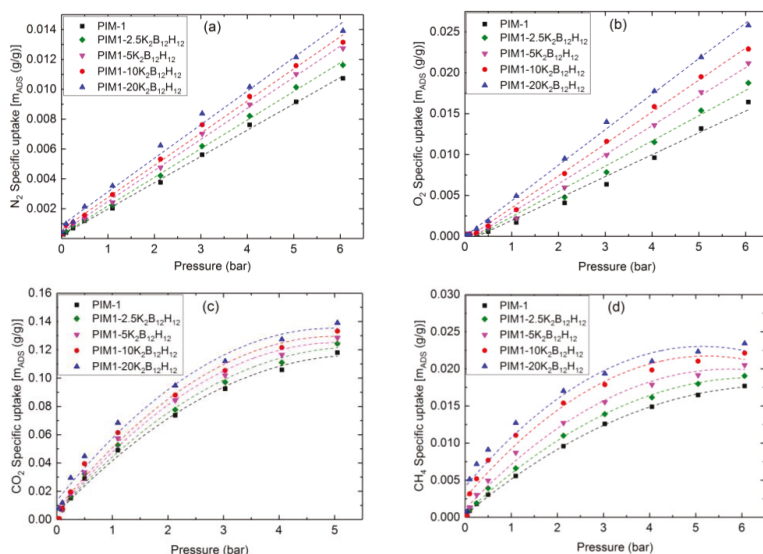 (a)
PIM-1
PIM1-2.5K₂B₁₂H₁₂
PIM1-5K₂B₁₂H₁₂
PIM1-10K₂B₁₂H₁₂
PIM1-20K₂B₁₂H₁₂
N₂ Specific uptake [m_ADS (g/g)]
0.014
0.012
0.010
0.008
0.006
0.004
0.002
0 1 2 3 4 5 6
Pressure (bar)
(b)
PIM-1
PIM1-2.5K₂B₁₂H₁₂
PIM1-5K₂B₁₂H₁₂
PIM1-10K₂B₁₂H₁₂
PIM1-20K₂B₁₂H₁₂
O₂ Specific uptake [m_ADS (g/g)]
0.025
0.020
0.015
0.010
0.005
0.000
0 1 2 3 4 5 6
Pressure (bar)
(c)
PIM-1
PIM1-2.5K₂B₁₂H₁₂
PIM1-5K₂B₁₂H₁₂
PIM1-10K₂B₁₂H₁₂
PIM1-20K₂B₁₂H₁₂
CO₂ Specific uptake [m_ADS (g/g)]
0.16
0.14
0.12
0.10
0.08
0.06
0.04
0.02
0.00
0 1 2 3 4 5
Pressure (bar)
(d)
PIM-1
PIM1-2.5K₂B₁₂H₁₂
PIM1-5K₂B₁₂H₁₂
PIM1-10K₂B₁₂H₁₂
PIM1-20K₂B₁₂H₁₂
CH₄ Specific uptake [m_ADS (g/g)]
0.030
0.025
0.020
0.015
0.010
0.005
0.000
0 1 2 3 4 5 6
Pressure (bar)